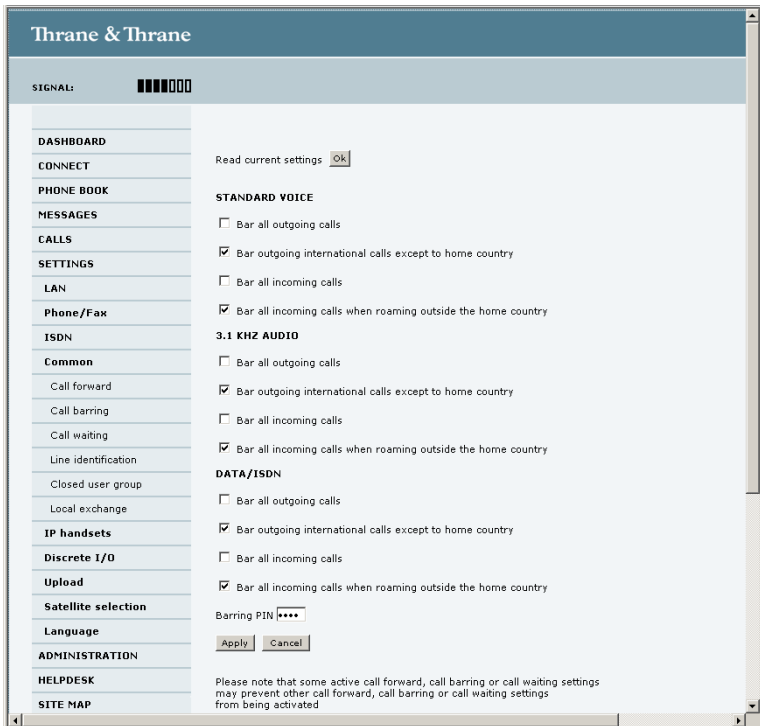 Thrane & Thrane
SIGNAL:
DASHBOARD
CONNECT
PHONE BOOK
MESSAGES
CALLS
SETTINGS
LAN
Phone/Fax
ISDN
Common
Call forward
Call barring
Call waiting
Line identification
Closed user group
Local exchange
IP handsets
Discrete I/O
Upload
Satellite selection
Language
ADMINISTRATION
HELPDESK
SITE MAP
Read current settings Ok
STANDARD VOICE
Bar all outgoing calls
Bar outgoing international calls except to home country
Bar all incoming calls
Bar all incoming calls when roaming outside the home country
3.1 KHZ AUDIO
Bar all outgoing calls
Bar outgoing international calls except to home country
Bar all incoming calls
Bar all incoming calls when roaming outside the home country
DATA/ISDN
Bar all outgoing calls
Bar outgoing international calls except to home country
Bar all incoming calls
Bar all incoming calls when roaming outside the home country
Barring PIN ••••
Apply Cancel
Please note that some active call forward, call barring or call waiting settings
may prevent other call forward, call barring or call waiting settings
from being activated